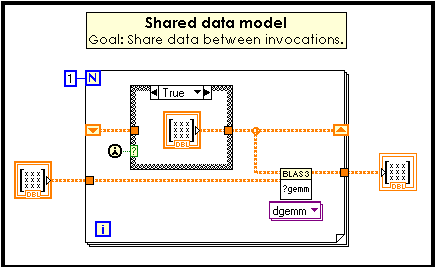 Shared data model
Goal: Share data between invocations.
1 N
True
DBL
?
DBL
BLAS 3
?gemm
DBL
dgemm
i